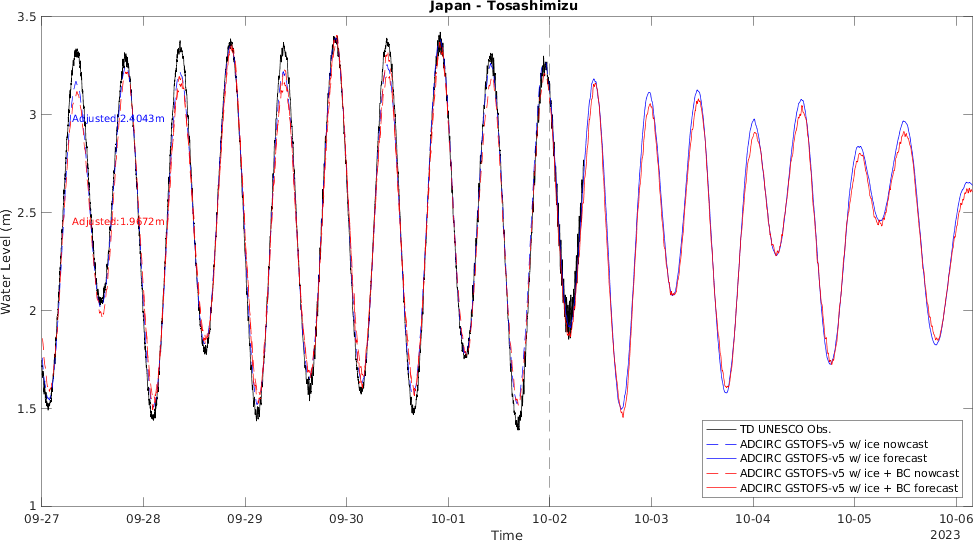 Japan - Tosashimizu
3.5
3
2.5
2
1.5
1
Water Level (m)
Adjusted:2.4043m
Adjusted:1.9672m
TD UNESCO Obs.
ADCIRC GSTOFS-v5 w/ ice nowcast
ADCIRC GSTOFS-v5 w/ ice forecast
ADCIRC GSTOFS-v5 w/ ice + BC nowcast
ADCIRC GSTOFS-v5 w/ ice + BC forecast
09-27 09-28 09-29 09-30 10-01 10-02 10-03 10-04 10-05 10-06
2023
Time